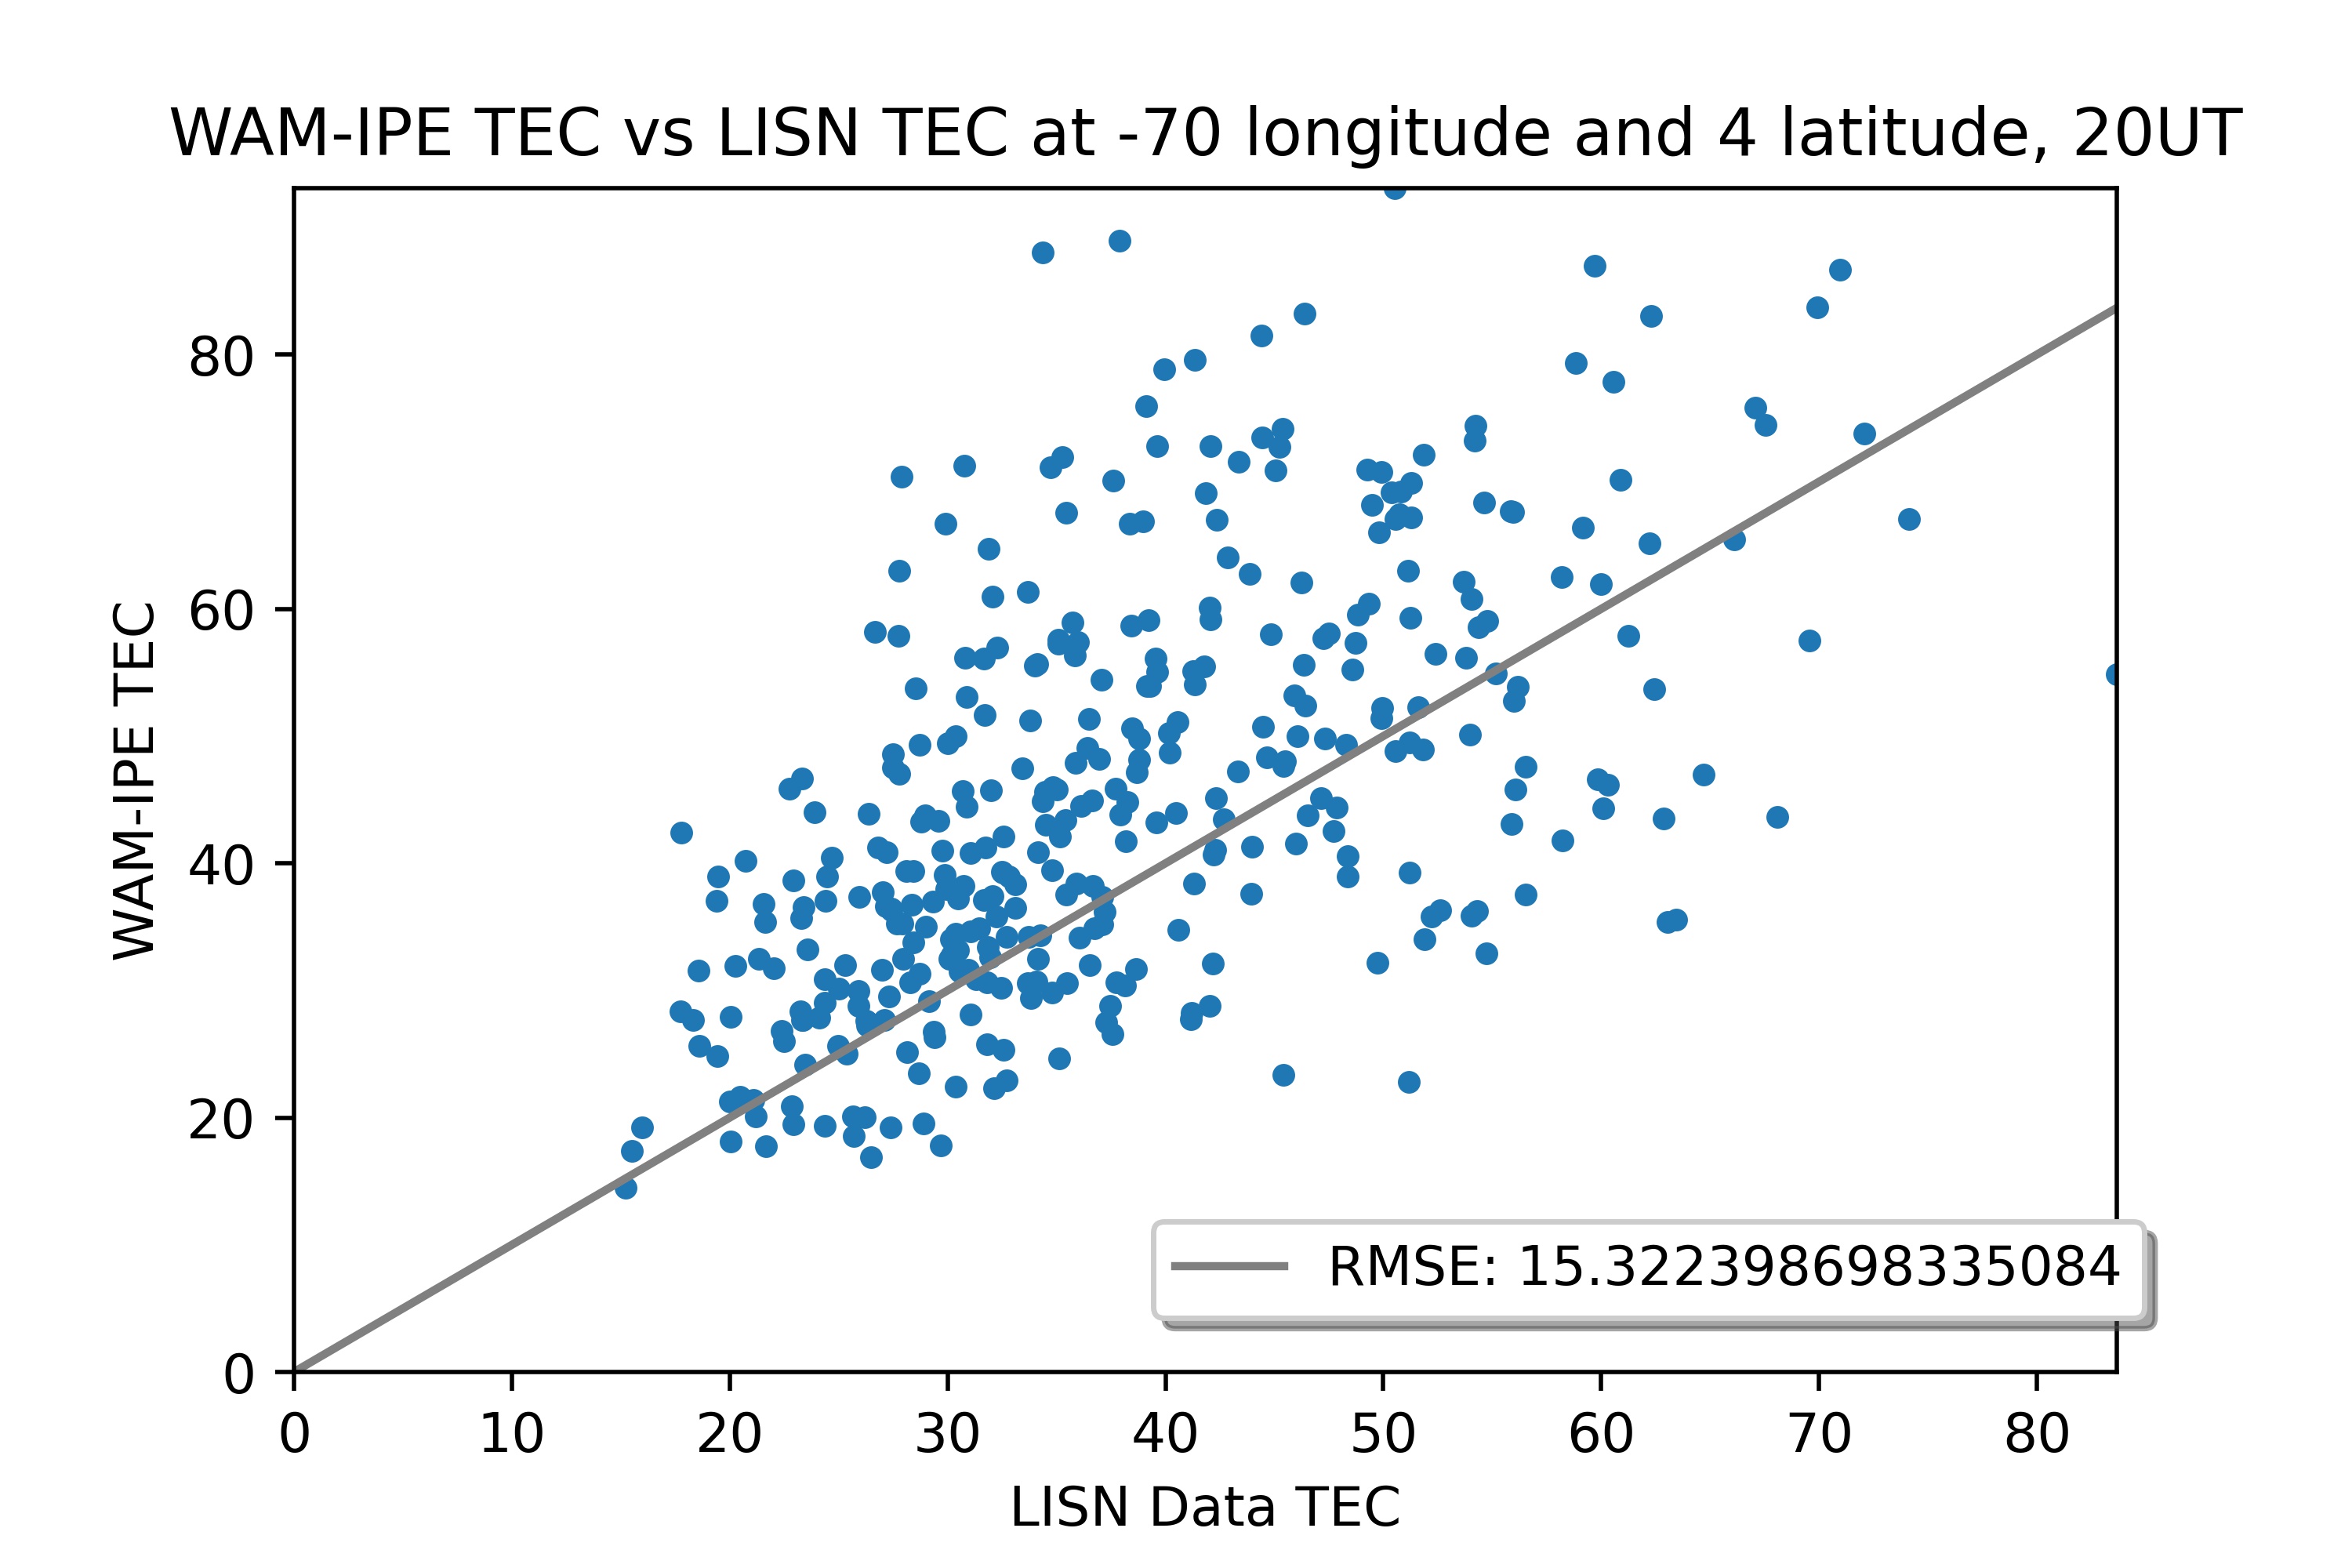 WAM-IPE TEC vs LISN TEC at -70 longitude and 4 latitude, 20UT
80
60
40
20
0
WAM-IPE TEC
RMSE: 15.322398698335084
0 10 20 30 40 50 60 70 80
LISN Data TEC